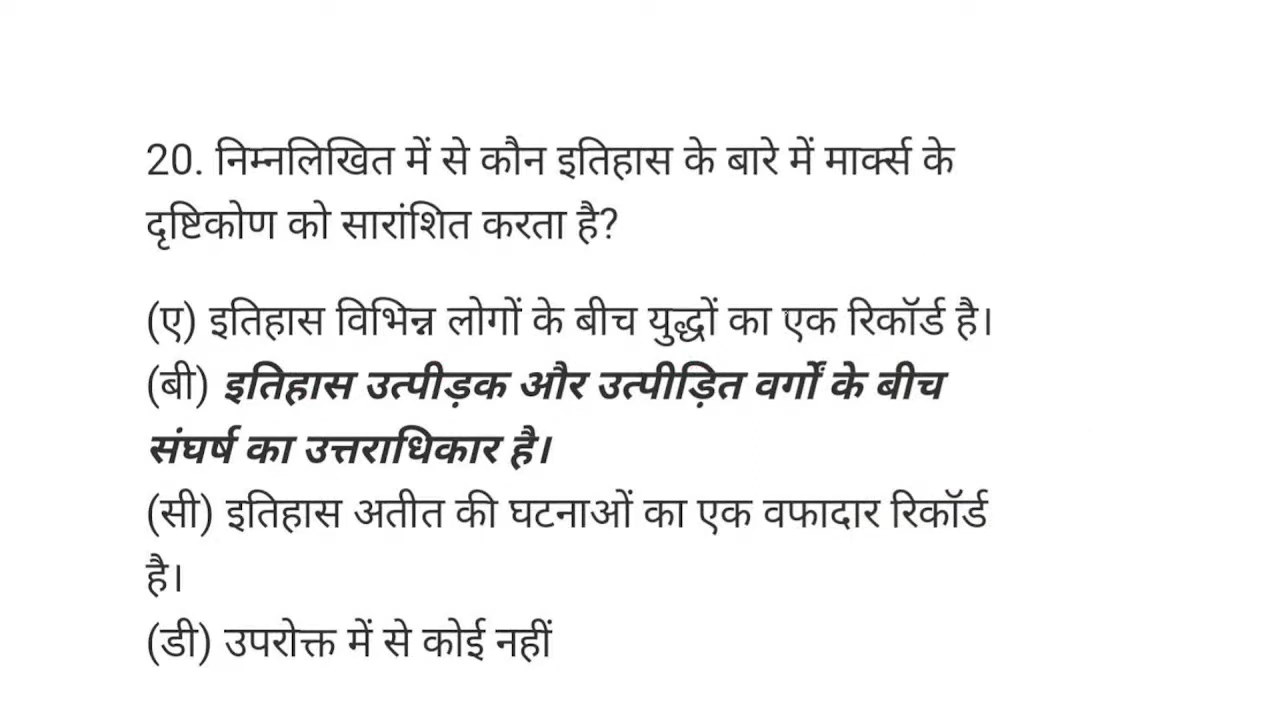 20. निम्नलिखित में से कौन इतिहास के बारे में मार्क्स के
दृष्टिकोण को सारांशित करता है?
(ए) इतिहास विभिन्न लोगों के बीच युद्धों का एक रिकॉर्ड है।
(बी) इतिहास उत्पीड़क और उत्पीड़ित वर्गों के बीच
संघर्ष का उत्तराधिकार है।
(सी) इतिहास अतीत की घटनाओं का एक वफादार रिकॉर्ड
है।
(डी) उपरोक्त में से कोई नहीं